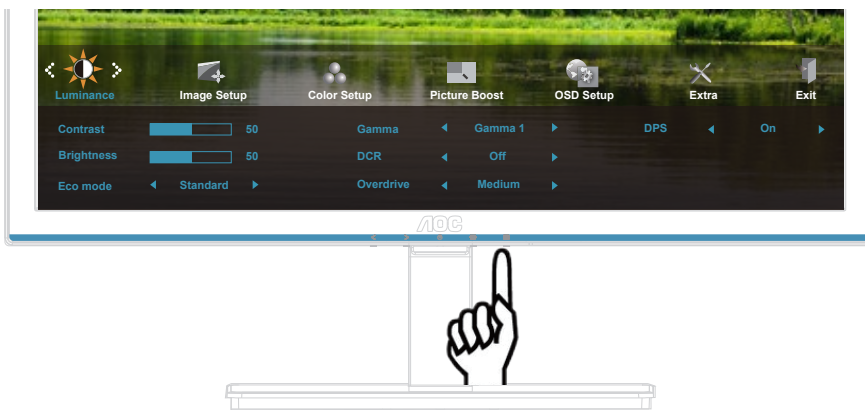 Luminance Image Setup Color Setup Picture Boost OSD Setup Extra Exit
Contrast 50 Gamma Gamma 1 DPS On
Brightness 50 DCR Off
Eco mode Standard Overdrive Medium
AOC